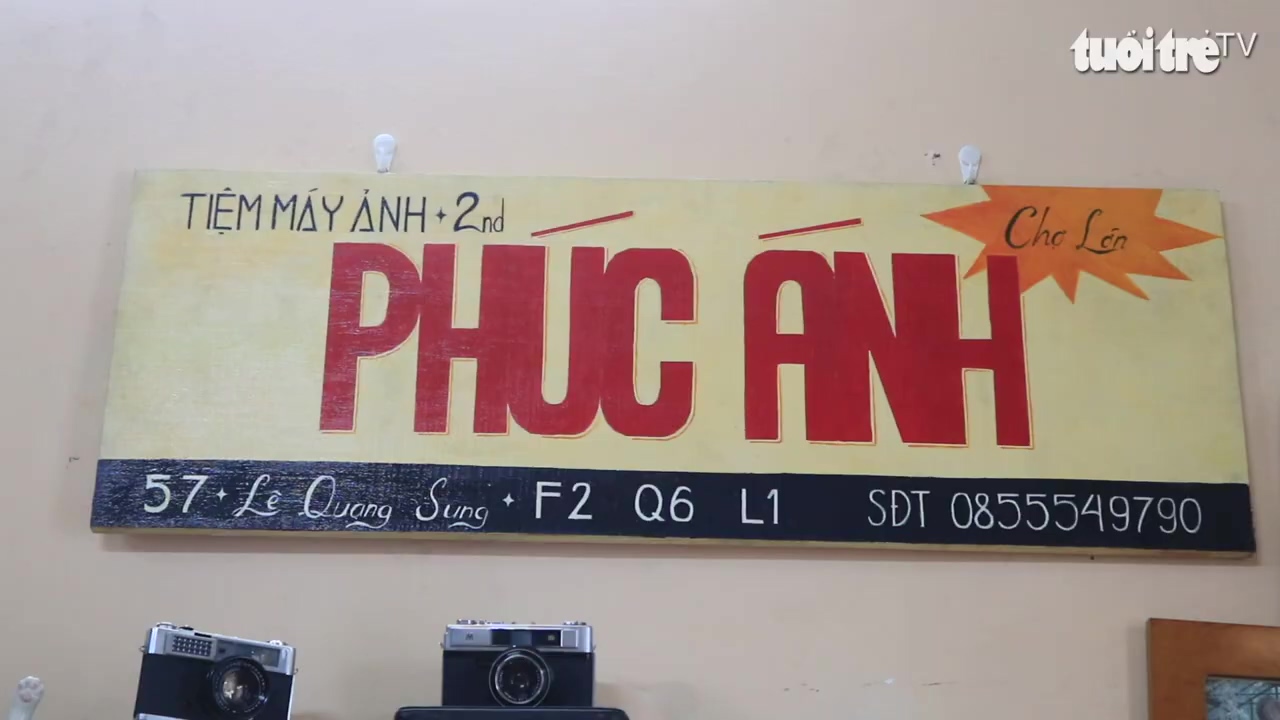 tuổi trẻ TV
TIỆM MÁY ẢNH 2nd
PHÚC ÁNH
Chợ Lớn
57 Lê Quang Sung F2 Q6 L1 SĐT 0855549790